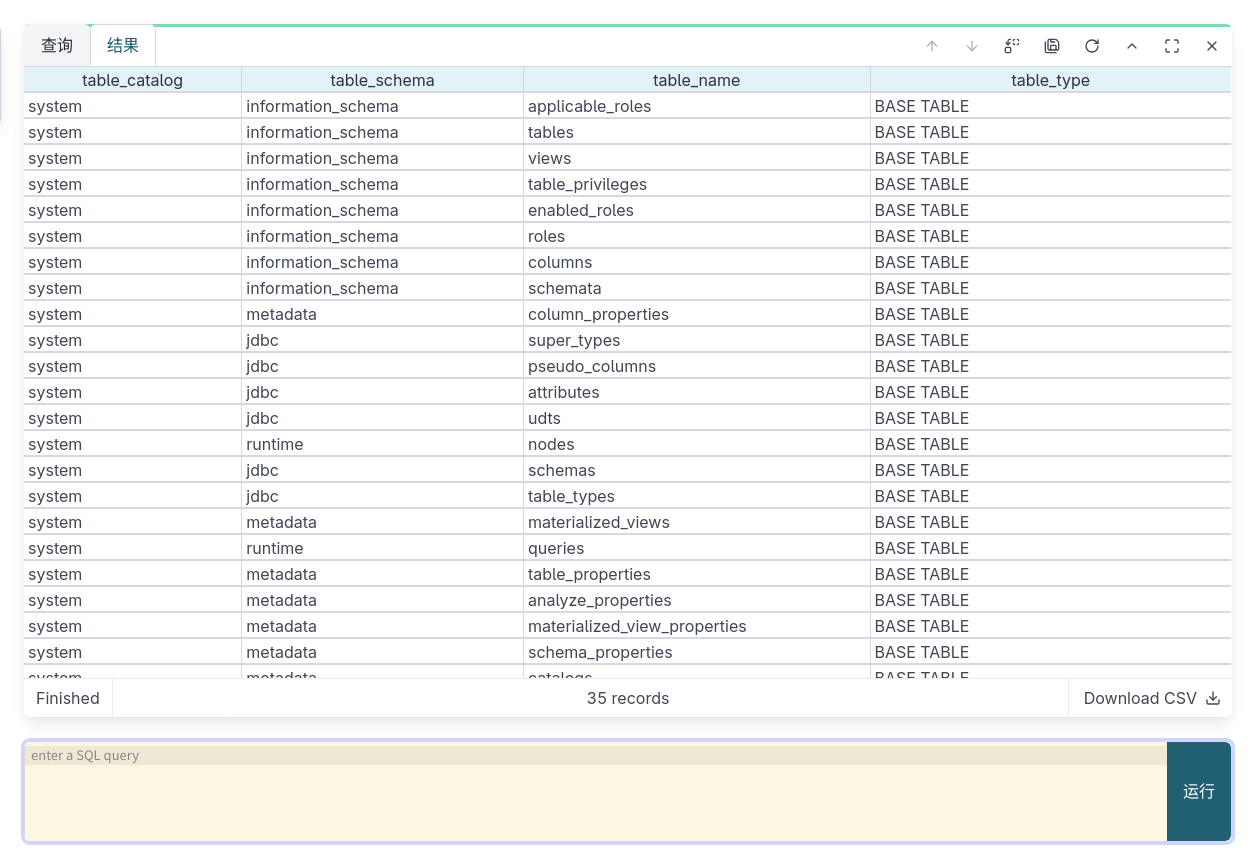 查询 结果
table_catalog table_schema table_name table_type
system information_schema applicable_roles BASE TABLE
system information_schema tables BASE TABLE
system information_schema views BASE TABLE
system information_schema table_privileges BASE TABLE
system information_schema enabled_roles BASE TABLE
system information_schema roles BASE TABLE
system information_schema columns BASE TABLE
system information_schema schemata BASE TABLE
system metadata column_properties BASE TABLE
system jdbc super_types BASE TABLE
system jdbc pseudo_columns BASE TABLE
system jdbc attributes BASE TABLE
system jdbc udts BASE TABLE
system runtime nodes BASE TABLE
system jdbc schemas BASE TABLE
system jdbc table_types BASE TABLE
system metadata materialized_views BASE TABLE
system runtime queries BASE TABLE
system metadata table_properties BASE TABLE
system metadata analyze_properties BASE TABLE
system metadata materialized_view_properties BASE TABLE
system metadata schema_properties BASE TABLE
system metadata catalogs BASE TABLE
Finished 35 records Download CSV
enter a SQL query
运行